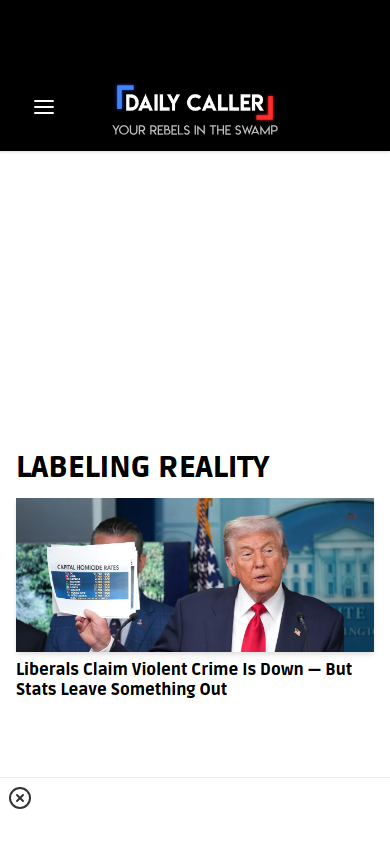 DAILY CALLER
YOUR REBELS IN THE SWAMP
LABELING REALITY
CAPITAL HOMICIDE RATES
Liberals Claim Violent Crime Is Down — But
Stats Leave Something Out